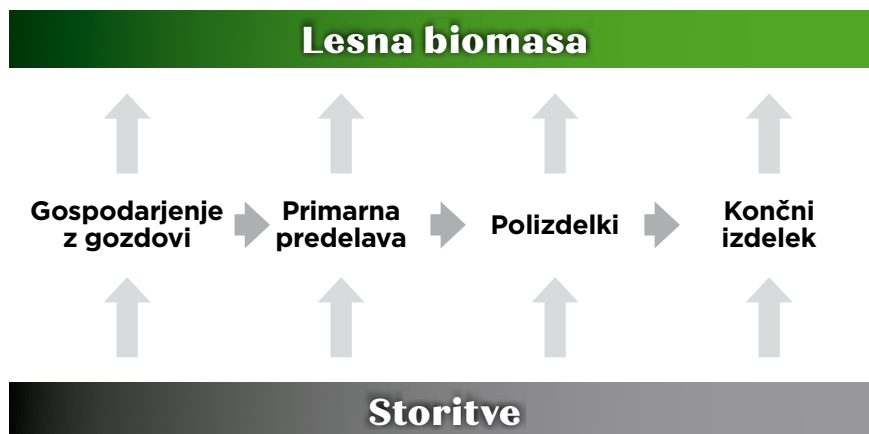 Lesna biomasa
Gospodarjenje
z gozdovi
Primarna
predelava
Polizdelki
Končni
izdelek
Storitve